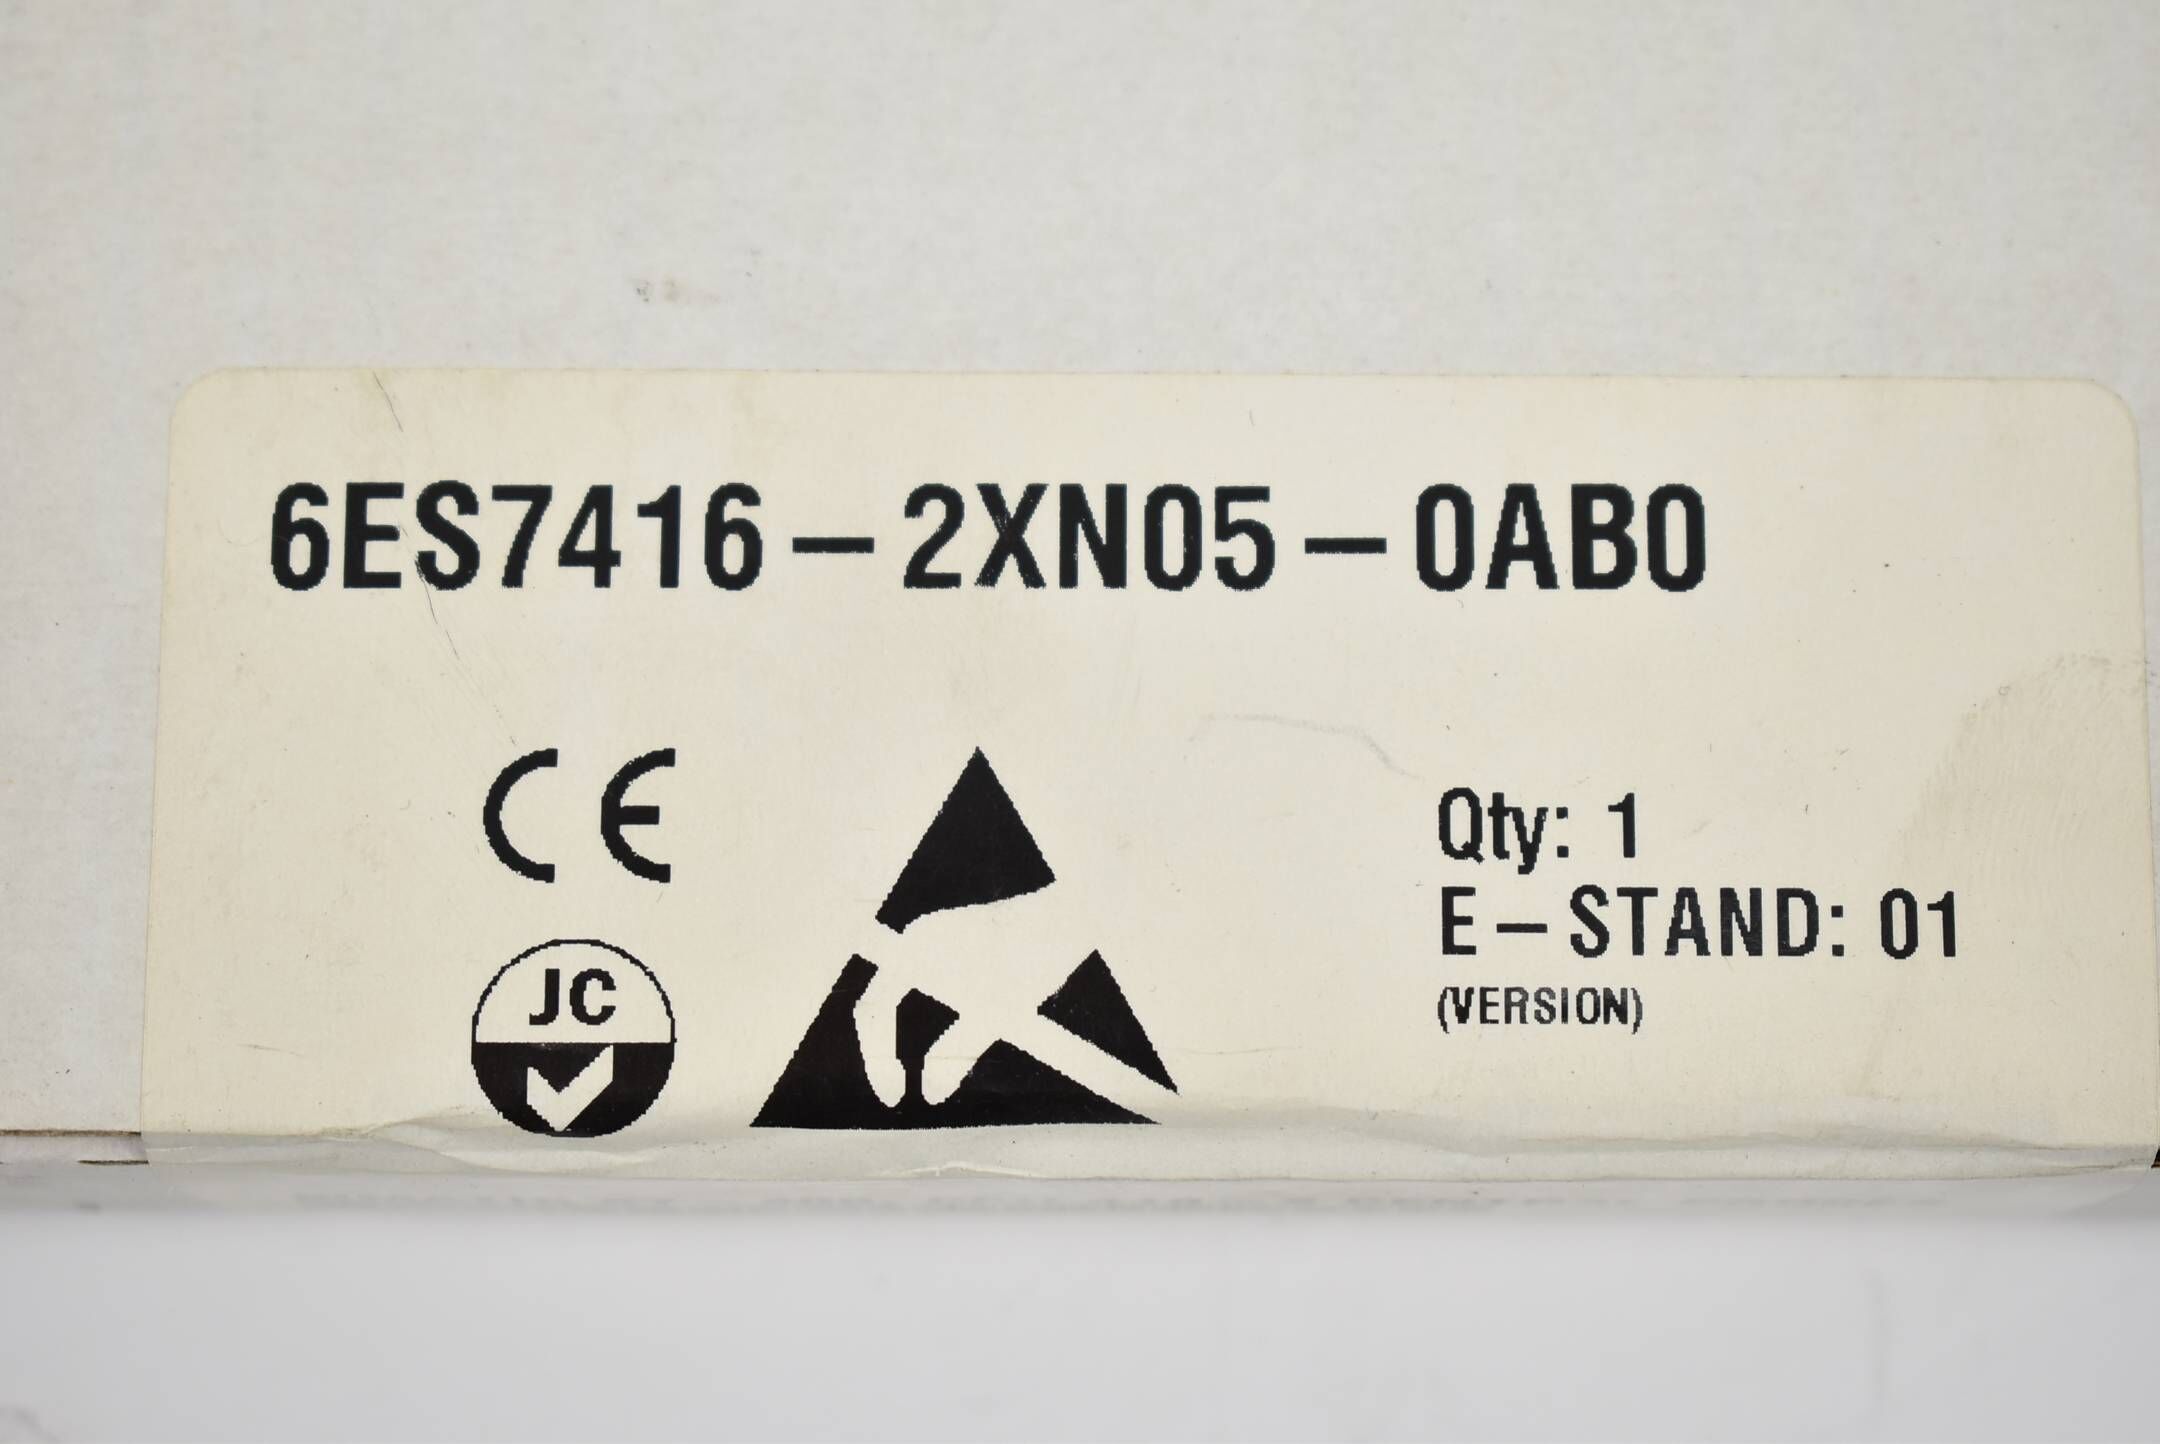 6ES7416-2XN05-0AB0
CE
Qty: 1
E-STAND: 01
JC
(VERSION)